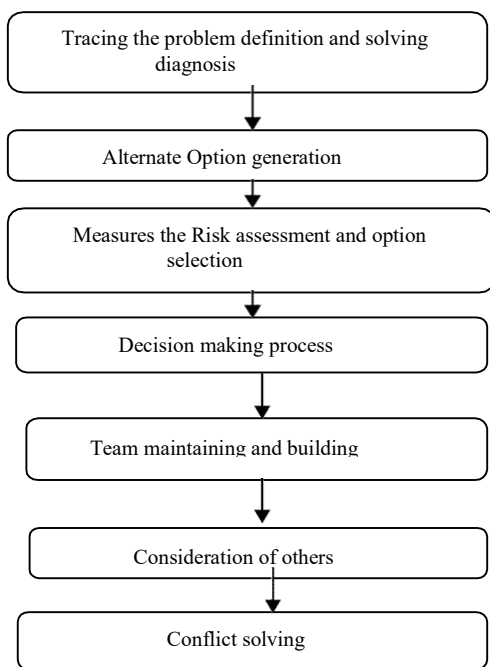 Tracing the problem definition and solving
diagnosis
Alternate Option generation
Measures the Risk assessment and option
selection
Decision making process
Team maintaining and building
Consideration of others
Conflict solving